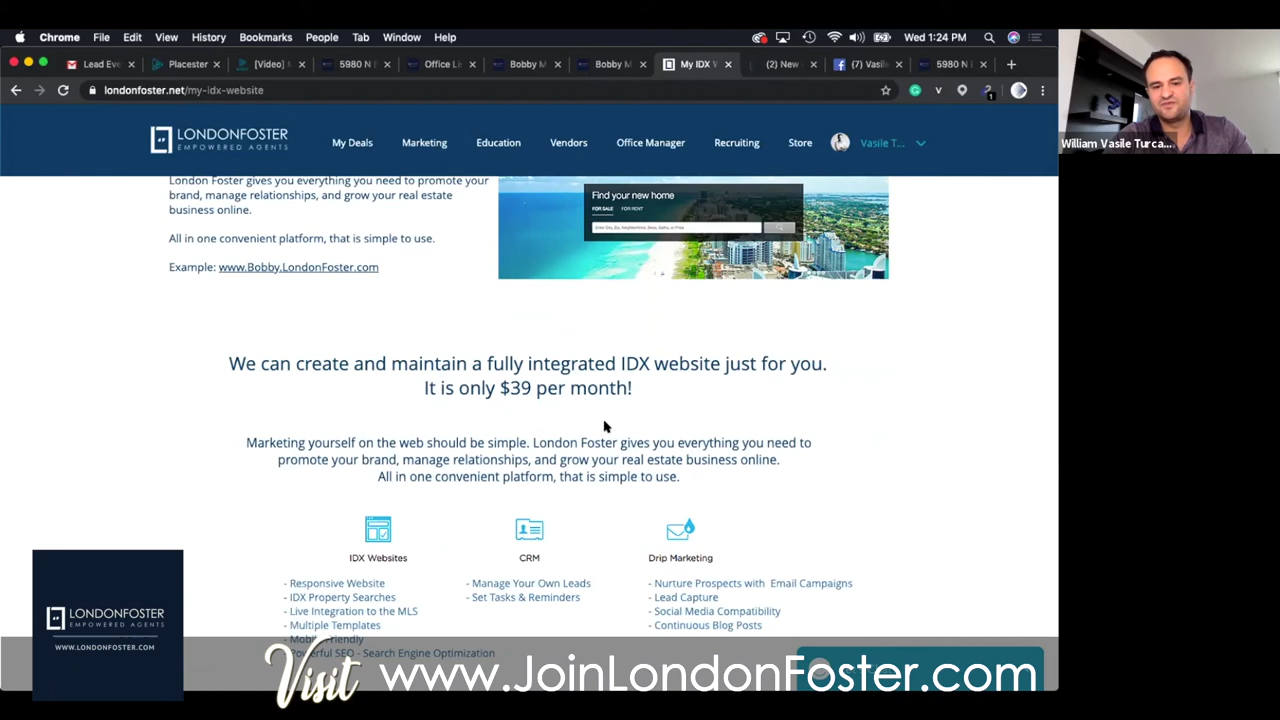 Chrome File Edit View History Bookmarks People Tab Window Help Wed 1:24 PM
Lead Eve Placester [Video] M 5980 N Office Lis Bobby M Bobby M My IDX W (2) New (7) Vasile 5980 N
londonfoster.net/my-idx-website
1
LONDONFOSTER
EMPOWERED AGENTS
My Deals Marketing Education Vendors Office Manager Recruiting Store Vasile T...
London Foster gives you everything you need to promote your
brand, manage relationships, and grow your real estate
business online.
All in one convenient platform, that is simple to use.
Example: www.Bobby.LondonFoster.com
Find your new home
FOR SALE FOR RENT
We can create and maintain a fully integrated IDX website just for you.
It is only $39 per month!
Marketing yourself on the web should be simple. London Foster gives you everything you need to
promote your brand, manage relationships, and grow your real estate business online.
All in one convenient platform, that is simple to use.
IDX Websites
- Responsive Website
- IDX Property Searches
- Live Integration to the MLS
- Multiple Templates
- Mobile Friendly
- Powerful SEO - Search Engine Optimization
CRM
- Manage Your Own Leads
- Set Tasks & Reminders
Drip Marketing
- Nurture Prospects with Email Campaigns
- Lead Capture
- Social Media Compatibility
- Continuous Blog Posts
William Vasile Turca...
LONDONFOSTER
EMPOWERED AGENTS
WWW.LONDONFOSTER.COM
Visit www.JoinLondonFoster.com